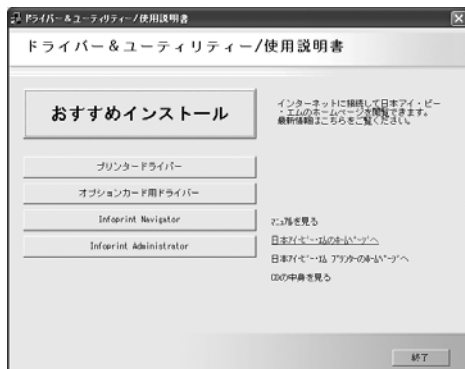 ドライバー&ユーティリティー/使用説明書
ドライバー&ユーティリティー/使用説明書
おすすめインストール
インターネットに接続して日本アイ・ビー
・エムのホームページを閲覧できます。
最新情報はこちらをご覧ください。
プリンタードライバー
オプションカード用ドライバー
Infoprint Navigator
Infoprint Administrator
マニュアルを見る
日本アイ・ビー・エムのホームページへ
日本アイ・ビー・エム プリンターのホームページへ
CDの中身を見る
終了